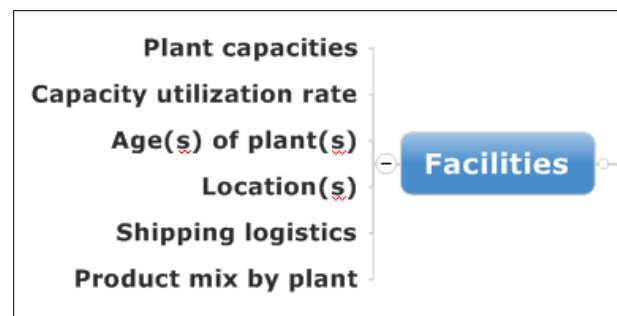 Plant capacities
Capacity utilization rate
Age(s) of plant(s)
Location(s)
Shipping logistics
Product mix by plant
Facilities